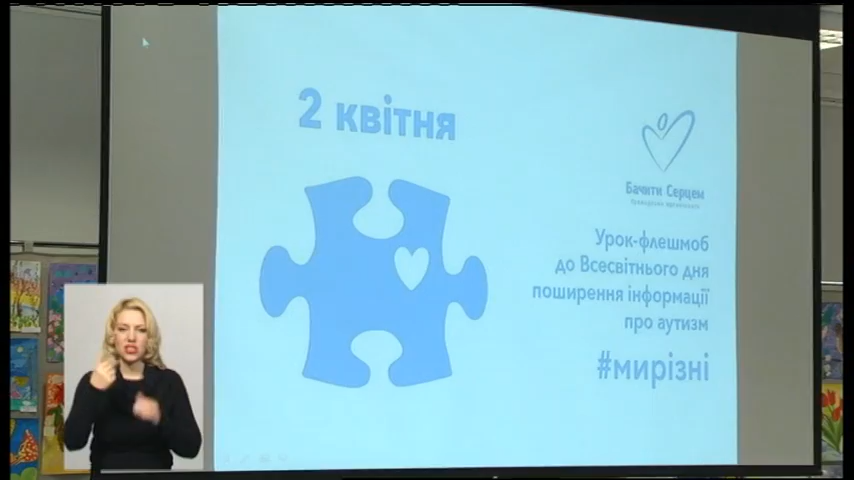 2 квітня
Бачити Серцем
Урок-флешмоб
до Всесвітнього дня
поширення інформації
про аутизм
#мирізні